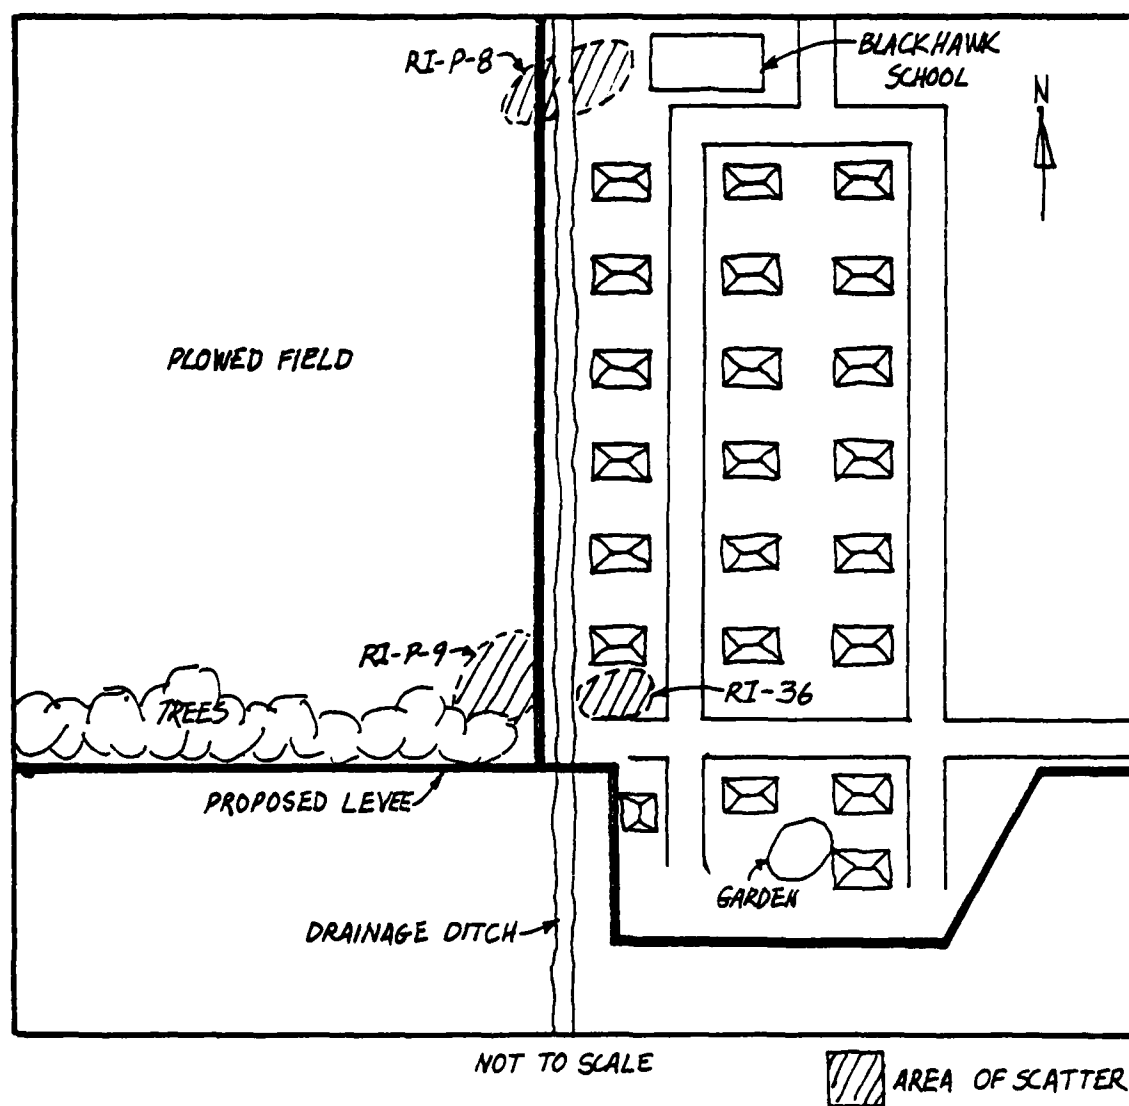 RI-P-8
BLACKHAWK
SCHOOL
N
PLOWED FIELD
RI-P-9
TREES
RI-36
PROPOSED LEVEE
GARDEN
DRAINAGE DITCH
NOT TO SCALE
AREA OF SCATTER